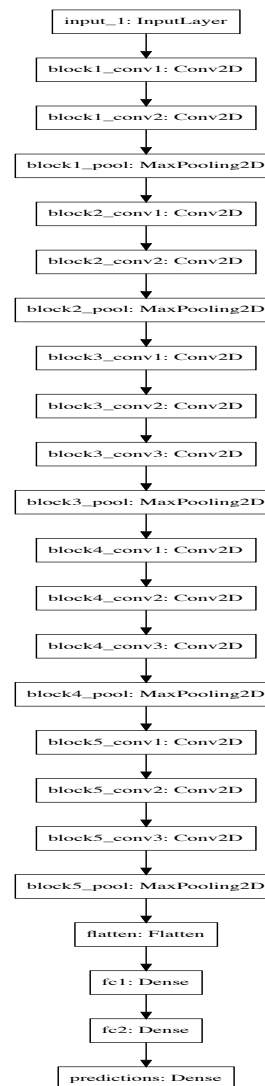 input_1: InputLayer
block1_conv1: Conv2D
block1_conv2: Conv2D
block1_pool: MaxPooling2D
block2_conv1: Conv2D
block2_conv2: Conv2D
block2_pool: MaxPooling2D
block3_conv1: Conv2D
block3_conv2: Conv2D
block3_conv3: Conv2D
block3_pool: MaxPooling2D
block4_conv1: Conv2D
block4_conv2: Conv2D
block4_conv3: Conv2D
block4_pool: MaxPooling2D
block5_conv1: Conv2D
block5_conv2: Conv2D
block5_conv3: Conv2D
block5_pool: MaxPooling2D
flatten: Flatten
fc1: Dense
fc2: Dense
predictions: Dense